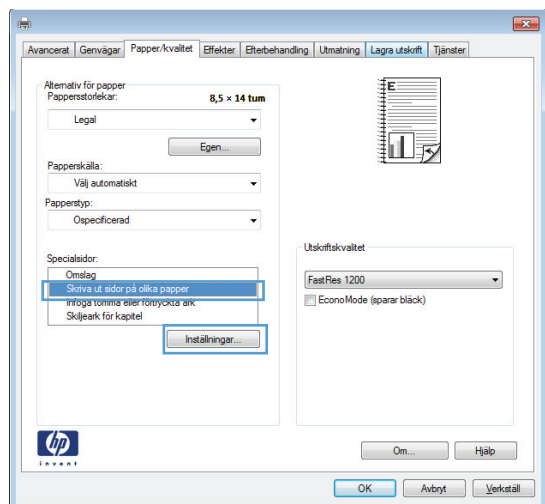 Avancerat Genvägar Papper/kvalitet Effekter Efterbehandling Utmatning Lagra utskrift Tjänster
Alternativ för papper
Pappersstorlekar: 8,5 × 14 tum
Legal
Egen...
Papperskälla:
Välj automatiskt
Papperstyp:
Ospecificerad
Specialsidor:
Omslag
Skriva ut sidor på olika papper
Infoga tomma eller förtryckta ark
Skiljeark för kapitel
Inställningar...
E
Utskriftskvalitet
FastRes 1200
EconoMode (sparar bläck)
hp
invent
Om... Hjälp
OK Avbryt Verkställ